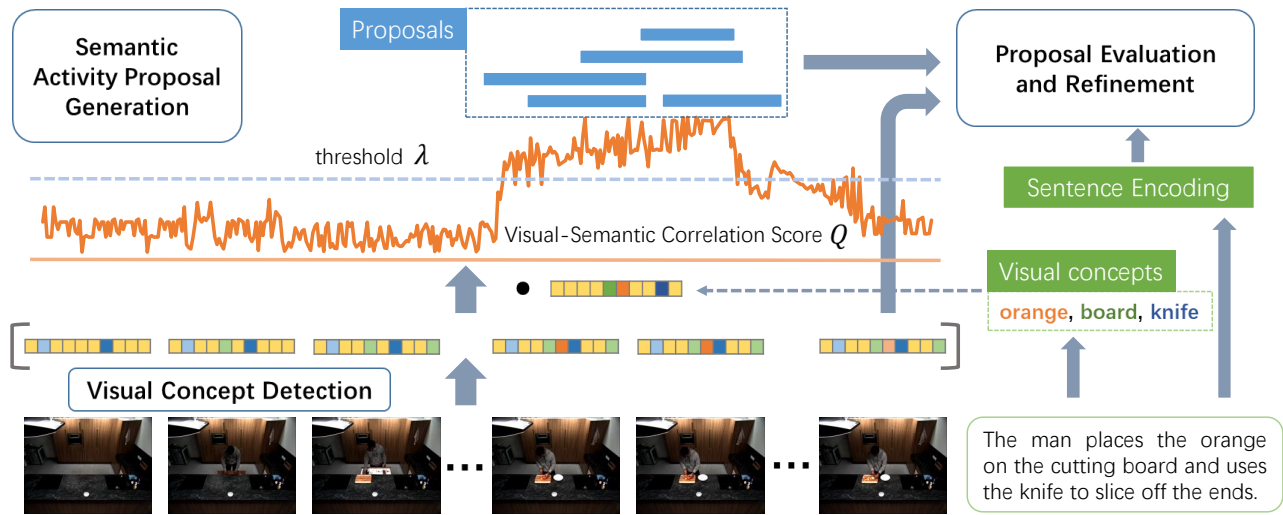 Semantic
Activity Proposal
Generation
Proposals
Proposal Evaluation
and Refinement
threshold λ
Sentence Encoding
Visual-Semantic Correlation Score Q
Visual concepts
orange, board, knife
Visual Concept Detection
The man places the orange
on the cutting board and uses
the knife to slice off the ends.